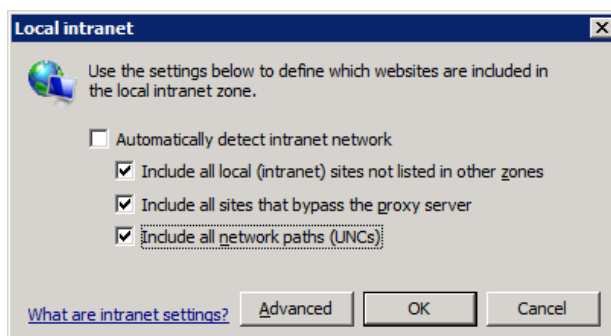 Local intranet
Use the settings below to define which websites are included in
the local intranet zone.
Automatically detect intranet network
Include all local (intranet) sites not listed in other zones
Include all sites that bypass the proxy server
Include all network paths (UNCs)
What are intranet settings?
Advanced
OK
Cancel